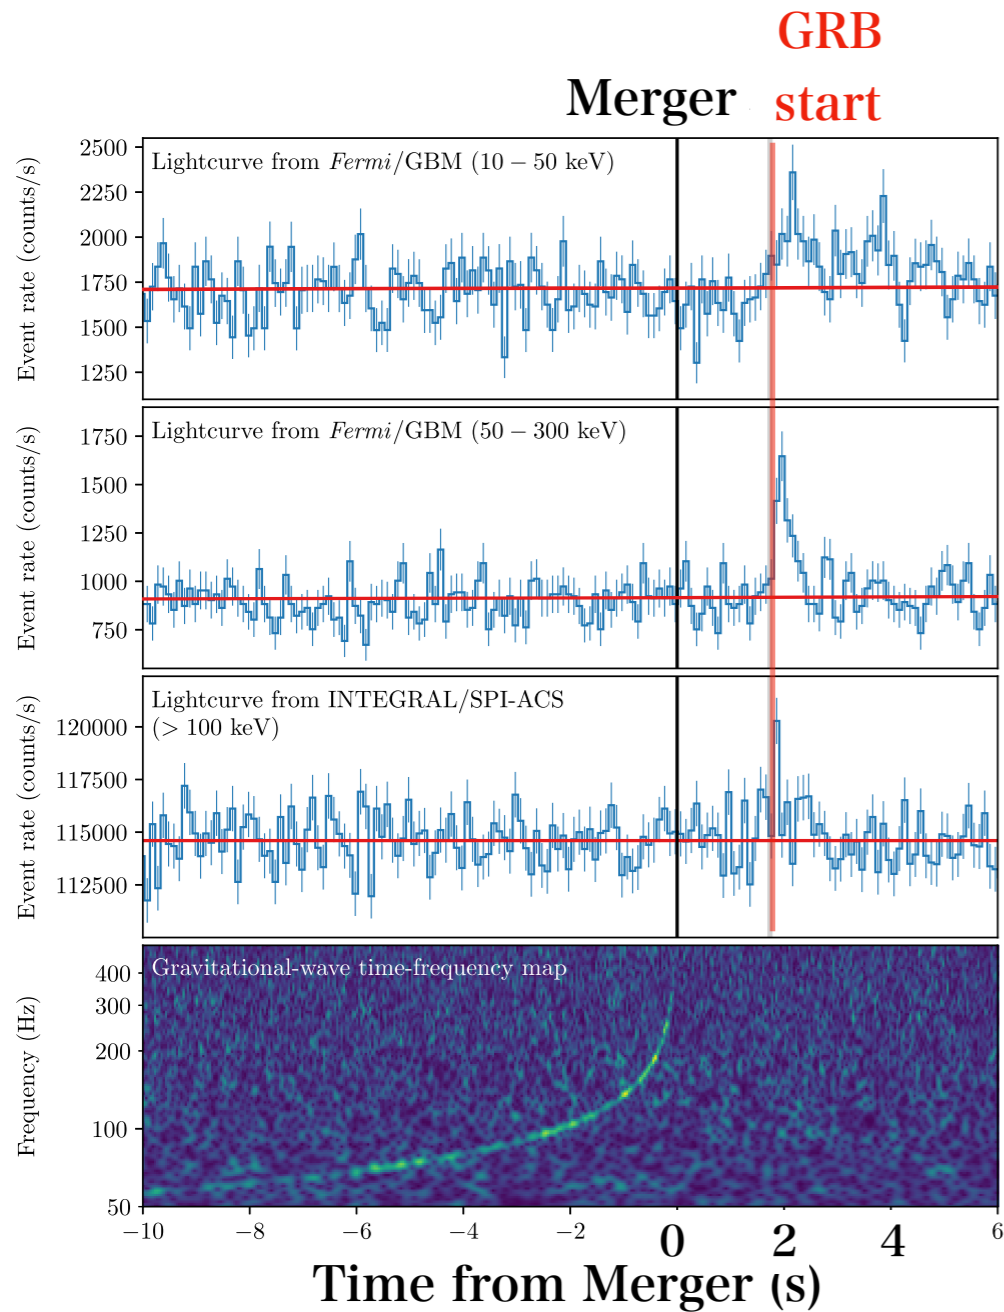 GRB
Merger start
Lightcurve from Fermi/GBM (10 − 50 keV)
Event rate (counts/s)
2500
2250
2000
1750
1500
1250
Lightcurve from Fermi/GBM (50 − 300 keV)
Event rate (counts/s)
1750
1500
1250
1000
750
Lightcurve from INTEGRAL/SPI-ACS
(> 100 keV)
Event rate (counts/s)
120000
117500
115000
112500
Gravitational-wave time-frequency map
Frequency (Hz)
400
300
200
100
50
−10 −8 −6 −4 −2 0 2 4 6
Time from Merger (s)